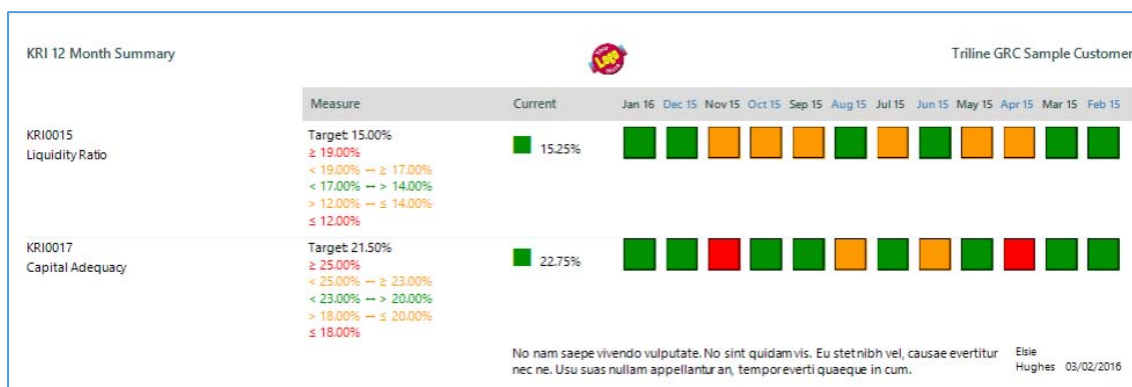 KRI 12 Month Summary
Your Logo Here
Triline GRC Sample Customer
Measure Current Jan 16 Dec 15 Nov 15 Oct 15 Sep 15 Aug 15 Jul 15 Jun 15 May 15 Apr 15 Mar 15 Feb 15
KRI0015
Liquidity Ratio
Target: 15.00%
≥ 19.00%
< 19.00% ↔ ≥ 17.00%
< 17.00% ↔ > 14.00%
> 12.00% ↔ ≤ 14.00%
≤ 12.00%
15.25%
KRI0017
Capital Adequacy
Target: 21.50%
≥ 25.00%
< 25.00% ↔ ≥ 23.00%
< 23.00% ↔ > 20.00%
> 18.00% ↔ ≤ 20.00%
≤ 18.00%
22.75%
No nam saepe vivendo vulputate. No sint quidam vis. Eu stet nibh vel, causae evertitur
nec ne. Usu suas nullam appellantur an, tempor everti quaeque in cum.
Elsie
Hughes 03/02/2016